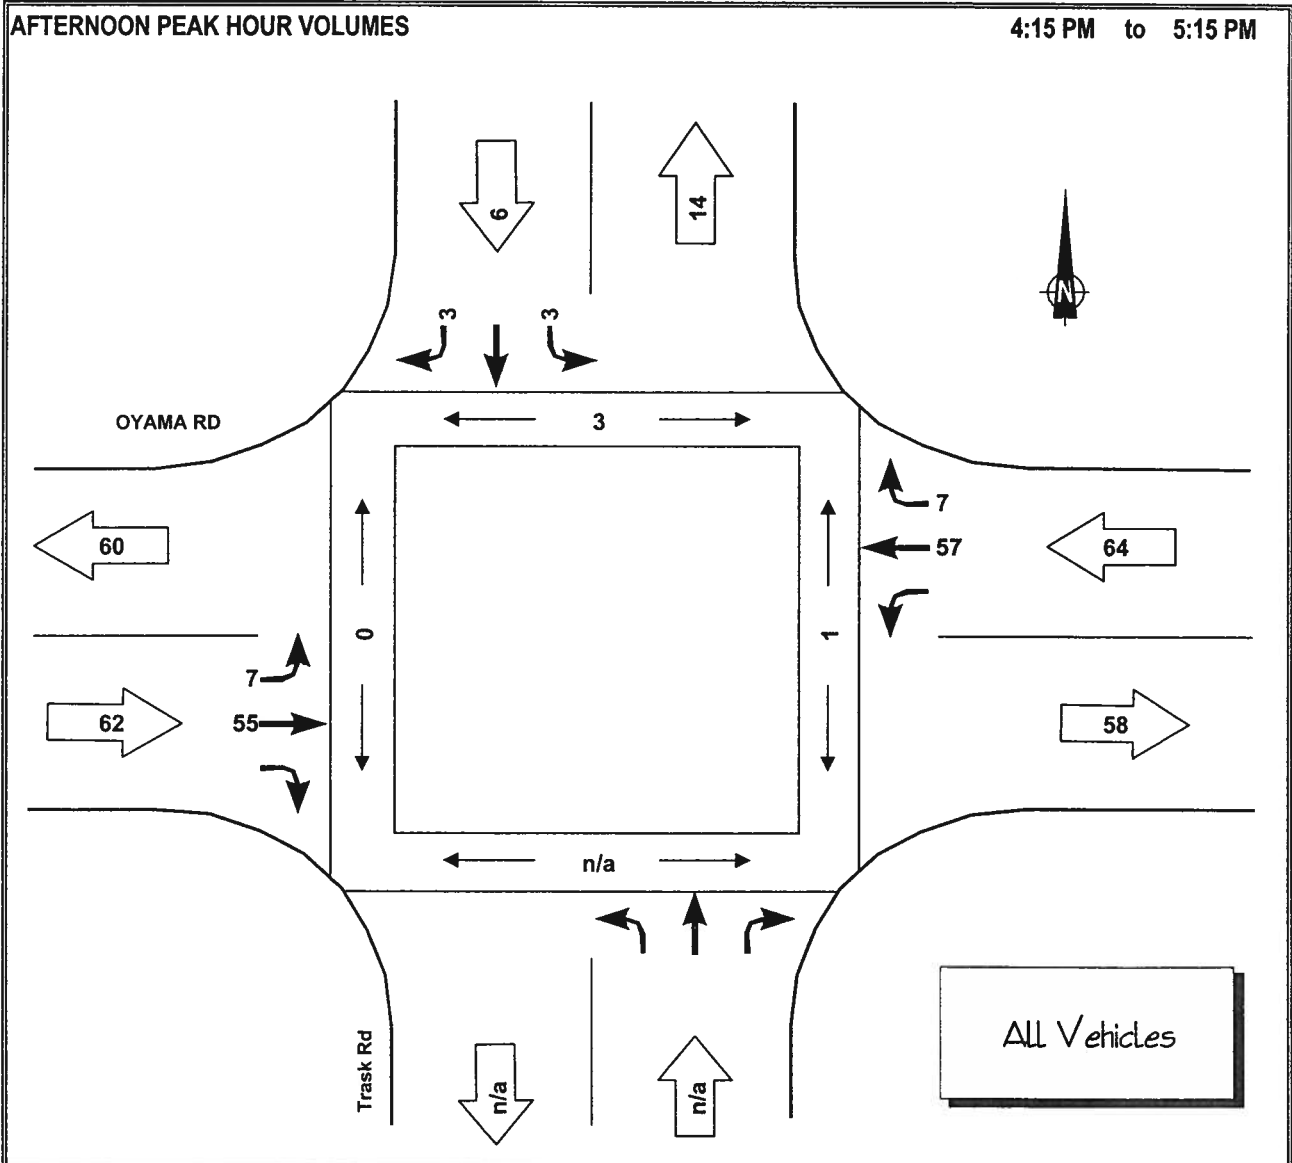 AFTERNOON PEAK HOUR VOLUMES 4:15 PM to 5:15 PM
6 14
N
3 3
OYAMA RD
3
7
60 57 64
0 1
7
62 55 58
n/a
Trask Rd
n/a n/a
All Vehicles